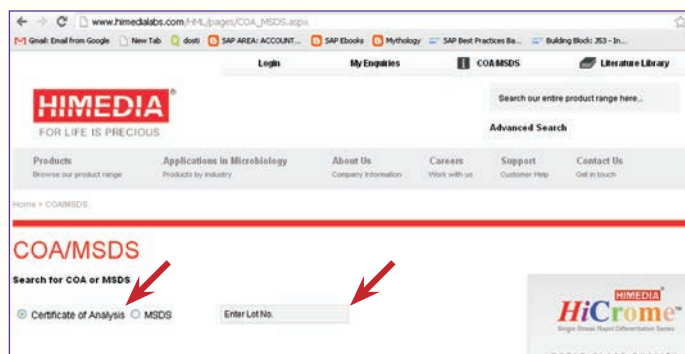 www.himedialabs.com/HML/pages/COA_MSDS.aspx
Gmail: Email from Google New Tab dosti SAP AREA: ACCOUNT... SAP Ebooks Mythology SAP Best Practices Ba... Building Block: J53 - In...
Login My Enquiries COA/MSDS Literature Library
HIMEDIA®
FOR LIFE IS PRECIOUS
Search our entire product range here...
Advanced Search
Products Applications in Microbiology About Us Careers Support Contact Us
Browse our product range Products by Industry Company Information Work with us Customer Help Get in touch
Home » COA/MSDS
COA/MSDS
Search for COA or MSDS
Certificate of Analysis MSDS Enter Lot No.
HIMEDIA
HiCrome™
Single Streak Rapid Differentiation Series